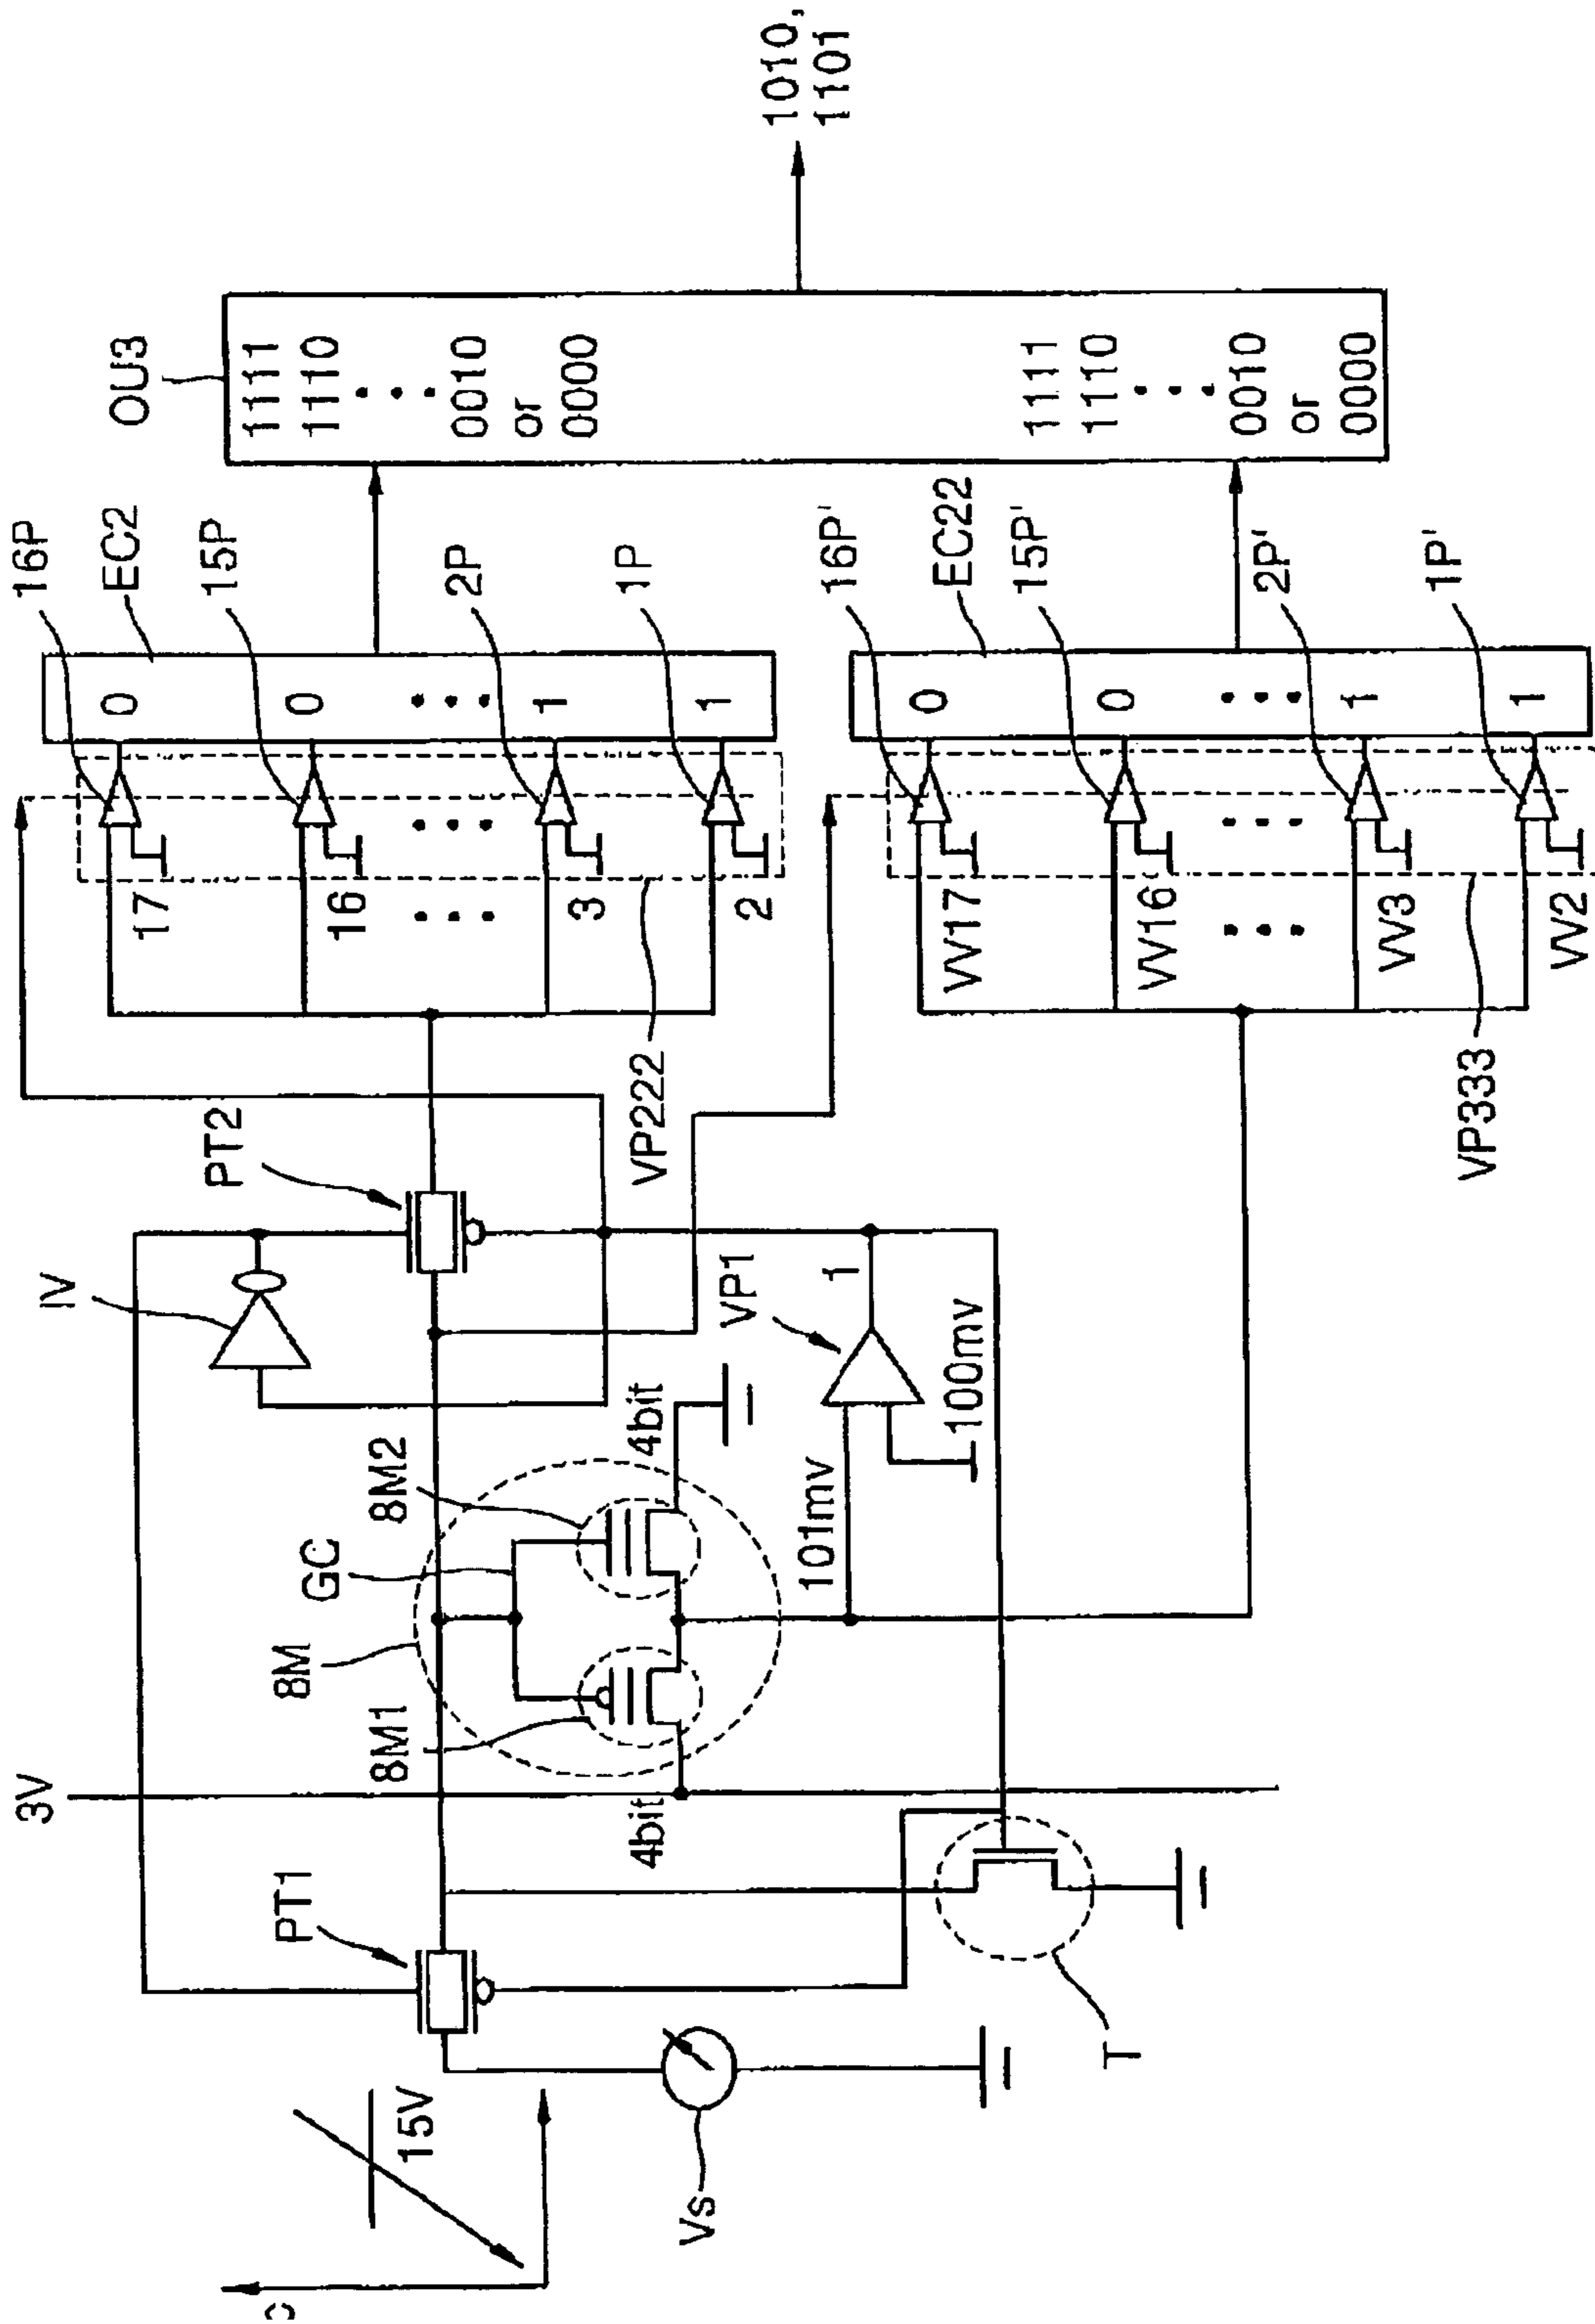 3V
16P
IV
EC2
OU3
0
17
15P
PT2
1111
PT1
8M
GC
0
1110
16
15V
8M1
8M2
2P
0010
or
1
3
0000
4bit
4bit
1P
VP222
Vs
1
2
VP1
1010,
1101
101mv
1
16P'
100mv
VV17
0
EC22
1111
15P'
1110
0
VV16
T
2P'
0010
or
1
VV3
0000
1P'
VP333
1
VV2